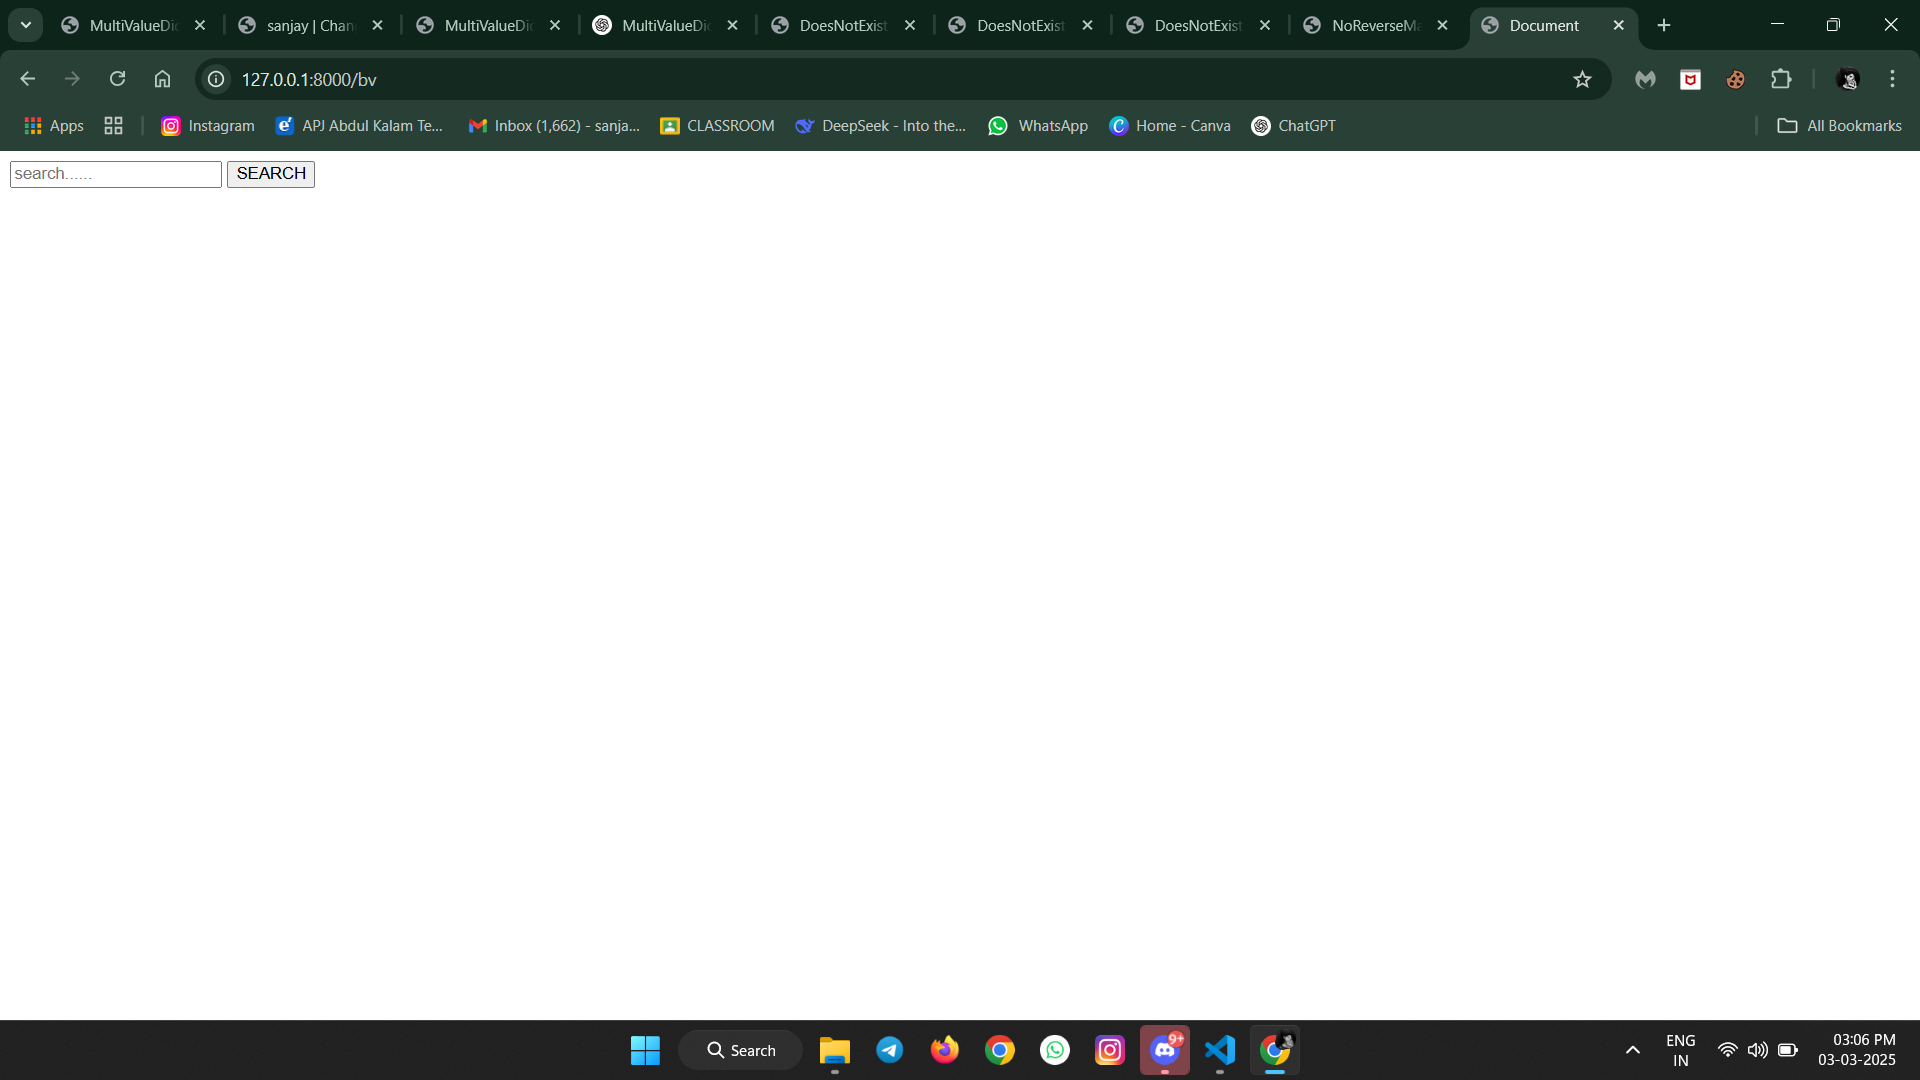 MultiValueDic
sanjay | Chan
MultiValueDic
MultiValueDic
DoesNotExist
DoesNotExist
DoesNotExist
NoReverseMa
Document
127.0.0.1:8000/bv
Apps
Instagram
APJ Abdul Kalam Te...
Inbox (1,662) - sanja...
CLASSROOM
DeepSeek - Into the...
WhatsApp
Home - Canva
ChatGPT
All Bookmarks
search......
SEARCH
Search
9+
ENG
IN
03:06 PM
03-03-2025